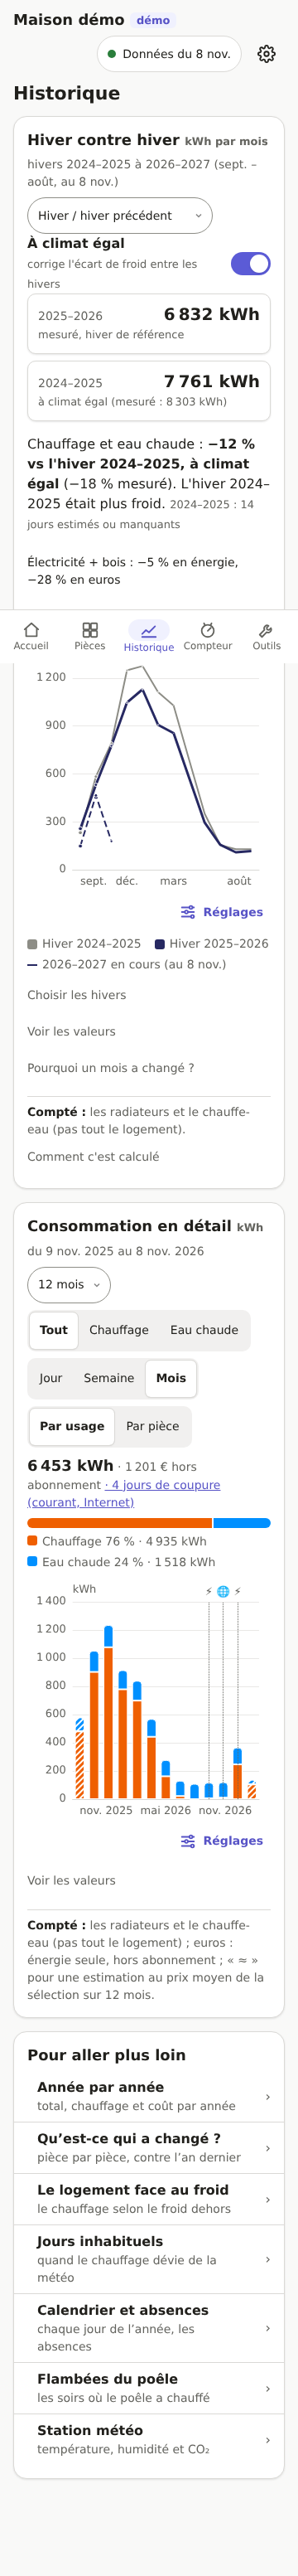 Maison démo démo
Données du 8 nov.
Historique
Hiver contre hiver kWh par mois
hivers 2024–2025 à 2026–2027 (sept. –
août, au 8 nov.)
Hiver / hiver précédent
À climat égal
corrige l'écart de froid entre les
hivers
2025–2026 6 832 kWh
mesuré, hiver de référence
2024–2025 7 761 kWh
à climat égal (mesuré : 8 303 kWh)
Chauffage et eau chaude : −12 %
vs l'hiver 2024–2025, à climat
égal (−18 % mesuré). L'hiver 2024–
2025 était plus froid. 2024–2025 : 14
jours estimés ou manquants
Électricité + bois : −5 % en énergie,
−28 % en euros
Accueil Pièces Historique Compteur Outils
1 200
900
600
300
0
sept. déc. mars août
Réglages
Hiver 2024–2025 Hiver 2025–2026
2026–2027 en cours (au 8 nov.)
Choisir les hivers
Voir les valeurs
Pourquoi un mois a changé ?
Compté : les radiateurs et le chauffe-
eau (pas tout le logement).
Comment c'est calculé
Consommation en détail kWh
du 9 nov. 2025 au 8 nov. 2026
12 mois
Tout Chauffage Eau chaude
Jour Semaine Mois
Par usage Par pièce
6 453 kWh · 1 201 € hors
abonnement · 4 jours de coupure
(courant, Internet)
Chauffage 76 % · 4 935 kWh
Eau chaude 24 % · 1 518 kWh
kWh
1 400
1 200
1 000
800
600
400
200
0
nov. 2025 mai 2026 nov. 2026
Réglages
Voir les valeurs
Compté : les radiateurs et le chauffe-
eau (pas tout le logement) ; euros :
énergie seule, hors abonnement ; « ≈ »
pour une estimation au prix moyen de la
sélection sur 12 mois.
Pour aller plus loin
Année par année
total, chauffage et coût par année
Qu’est-ce qui a changé ?
pièce par pièce, contre l’an dernier
Le logement face au froid
le chauffage selon le froid dehors
Jours inhabituels
quand le chauffage dévie de la
météo
Calendrier et absences
chaque jour de l’année, les
absences
Flambées du poêle
les soirs où le poêle a chauffé
Station météo
température, humidité et CO₂